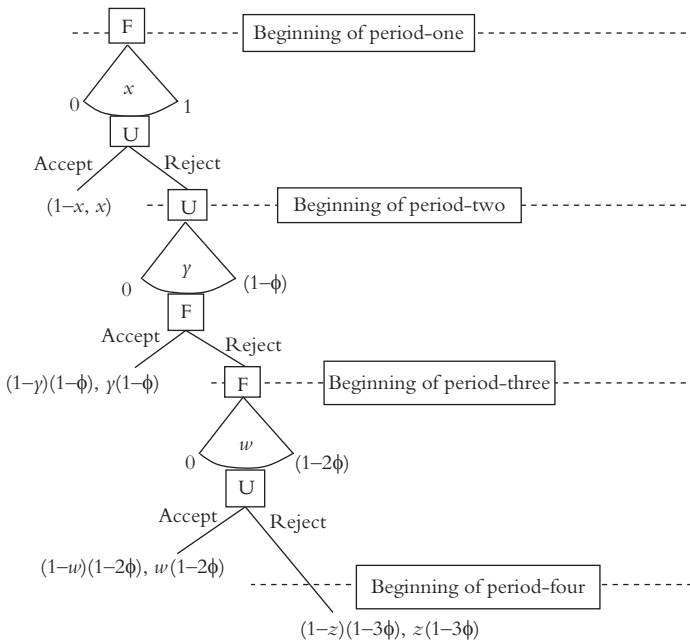 F
Beginning of period-one
x
0
1
U
Accept
Reject
(1–x, x)
U
Beginning of period-two
γ
0
(1–ϕ)
F
Accept
Reject
(1–γ)(1–ϕ), γ(1–ϕ)
F
Beginning of period-three
w
0
(1–2ϕ)
U
Accept
Reject
(1–w)(1–2ϕ), w(1–2ϕ)
Beginning of period-four
(1–z)(1–3ϕ), z(1–3ϕ)